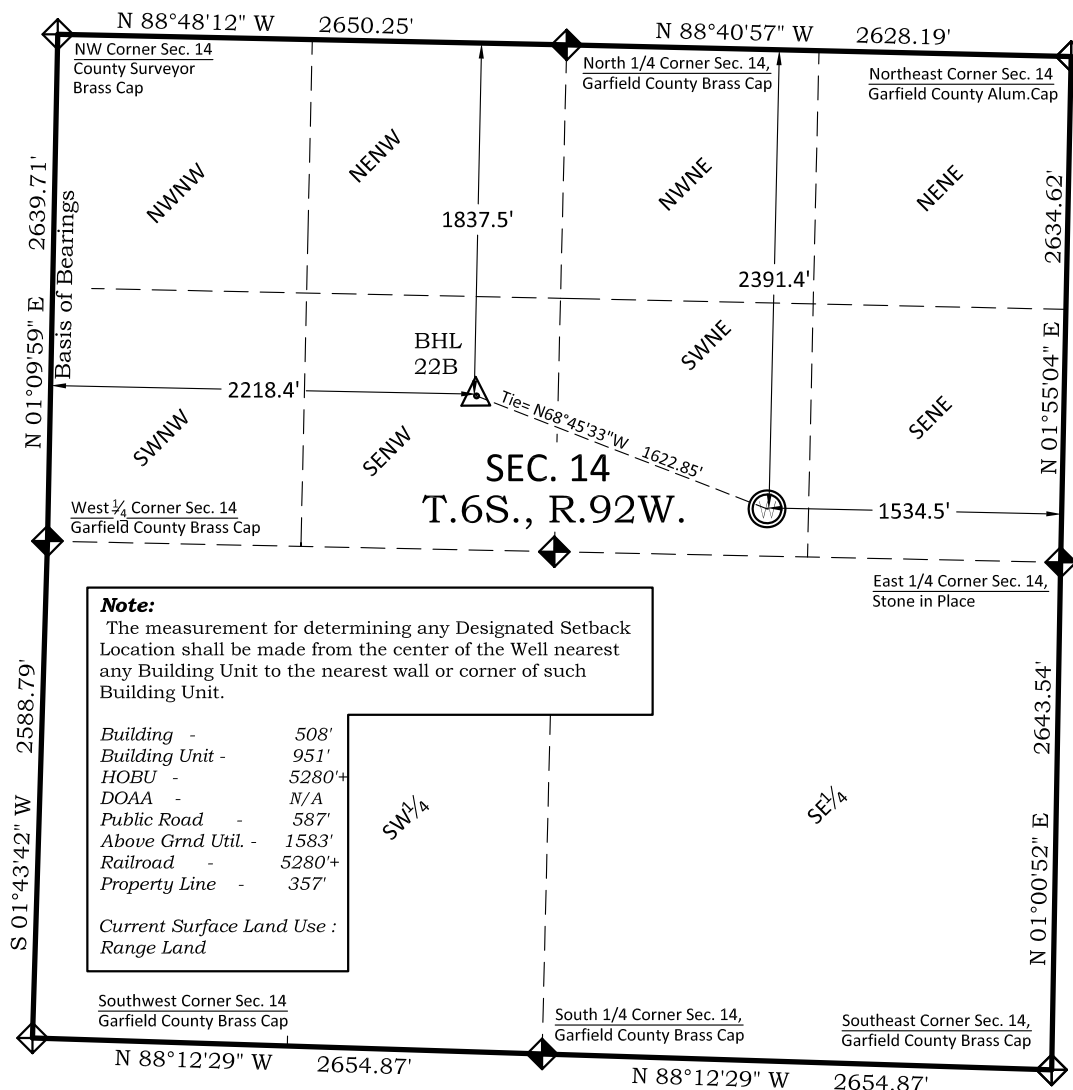 N 88°48'12" W 2650.25'
N 88°40'57" W 2628.19'
NW Corner Sec. 14
County Surveyor
Brass Cap
North 1/4 Corner Sec. 14,
Garfield County Brass Cap
Northeast Corner Sec. 14
Garfield County Alum.Cap
N 01°09'59" E 2639.71'
Basis of Bearings
NWNW
NENW
NWNE
NENE
N 01°55'04" E 2634.62'
1837.5'
2391.4'
BHL
22B
2218.4'
SWNE
SWNW
SENW
SENE
Tie= N68°45'33"W 1622.85'
SEC. 14
T.6S., R.92W.
W
1534.5'
West 1/4 Corner Sec. 14
Garfield County Brass Cap
East 1/4 Corner Sec. 14,
Stone in Place
Note:
The measurement for determining any Designated Setback
Location shall be made from the center of the Well nearest
any Building Unit to the nearest wall or corner of such
Building Unit.
Building - 508'
Building Unit - 951'
HOBU - 5280'+
DOAA - N/A
Public Road - 587'
Above Grnd Util. - 1583'
Railroad - 5280'+
Property Line - 357'
Current Surface Land Use :
Range Land
S 01°43'42" W 2588.79'
SW1/4
SE1/4
N 01°00'52" E 2643.54'
Southwest Corner Sec. 14
Garfield County Brass Cap
South 1/4 Corner Sec. 14,
Garfield County Brass Cap
Southeast Corner Sec. 14,
Garfield County Brass Cap
N 88°12'29" W 2654.87'
N 88°12'29" W 2654.87'